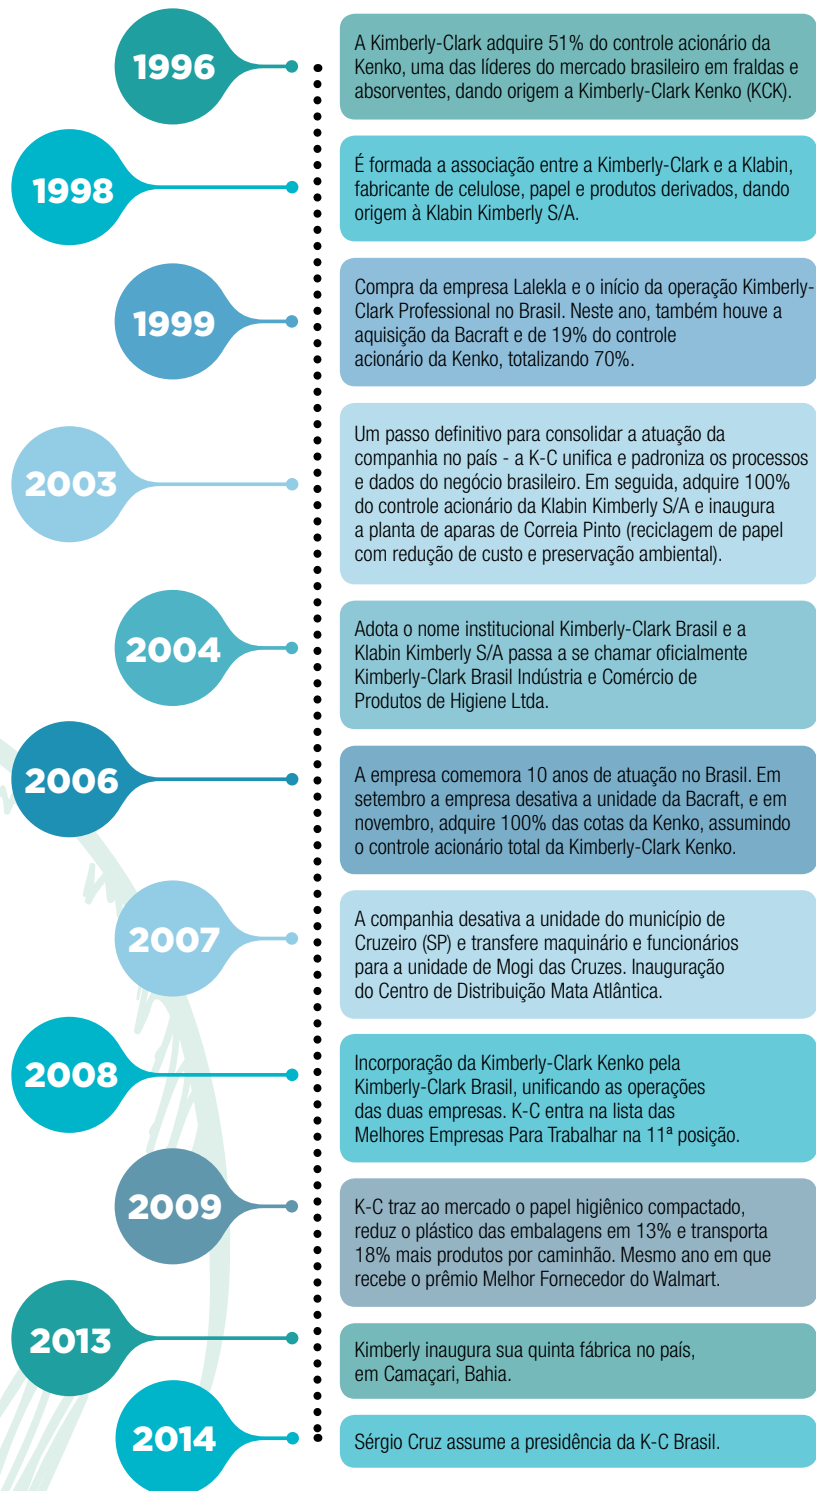 1996
A Kimberly-Clark adquire 51% do controle acionário da
Kenko, uma das líderes do mercado brasileiro em fraldas e
absorventes, dando origem a Kimberly-Clark Kenko (KCK).
1998
É formada a associação entre a Kimberly-Clark e a Klabin,
fabricante de celulose, papel e produtos derivados, dando
origem à Klabin Kimberly S/A.
1999
Compra da empresa Lalekla e o início da operação Kimberly-
Clark Professional no Brasil. Neste ano, também houve a
aquisição da Bacraft e de 19% do controle
acionário da Kenko, totalizando 70%.
2003
Um passo definitivo para consolidar a atuação da
companhia no país - a K-C unifica e padroniza os processos
e dados do negócio brasileiro. Em seguida, adquire 100%
do controle acionário da Klabin Kimberly S/A e inaugura
a planta de aparas de Correia Pinto (reciclagem de papel
com redução de custo e preservação ambiental).
2004
Adota o nome institucional Kimberly-Clark Brasil e a
Klabin Kimberly S/A passa a se chamar oficialmente
Kimberly-Clark Brasil Indústria e Comércio de
Produtos de Higiene Ltda.
2006
A empresa comemora 10 anos de atuação no Brasil. Em
setembro a empresa desativa a unidade da Bacraft, e em
novembro, adquire 100% das cotas da Kenko, assumindo
o controle acionário total da Kimberly-Clark Kenko.
2007
A companhia desativa a unidade do município de
Cruzeiro (SP) e transfere maquinário e funcionários
para a unidade de Mogi das Cruzes. Inauguração
do Centro de Distribuição Mata Atlântica.
2008
Incorporação da Kimberly-Clark Kenko pela
Kimberly-Clark Brasil, unificando as operações
das duas empresas. K-C entra na lista das
Melhores Empresas Para Trabalhar na 11ª posição.
2009
K-C traz ao mercado o papel higiênico compactado,
reduz o plástico das embalagens em 13% e transporta
18% mais produtos por caminhão. Mesmo ano em que
recebe o prêmio Melhor Fornecedor do Walmart.
2013
Kimberly inaugura sua quinta fábrica no país,
em Camaçari, Bahia.
2014
Sérgio Cruz assume a presidência da K-C Brasil.